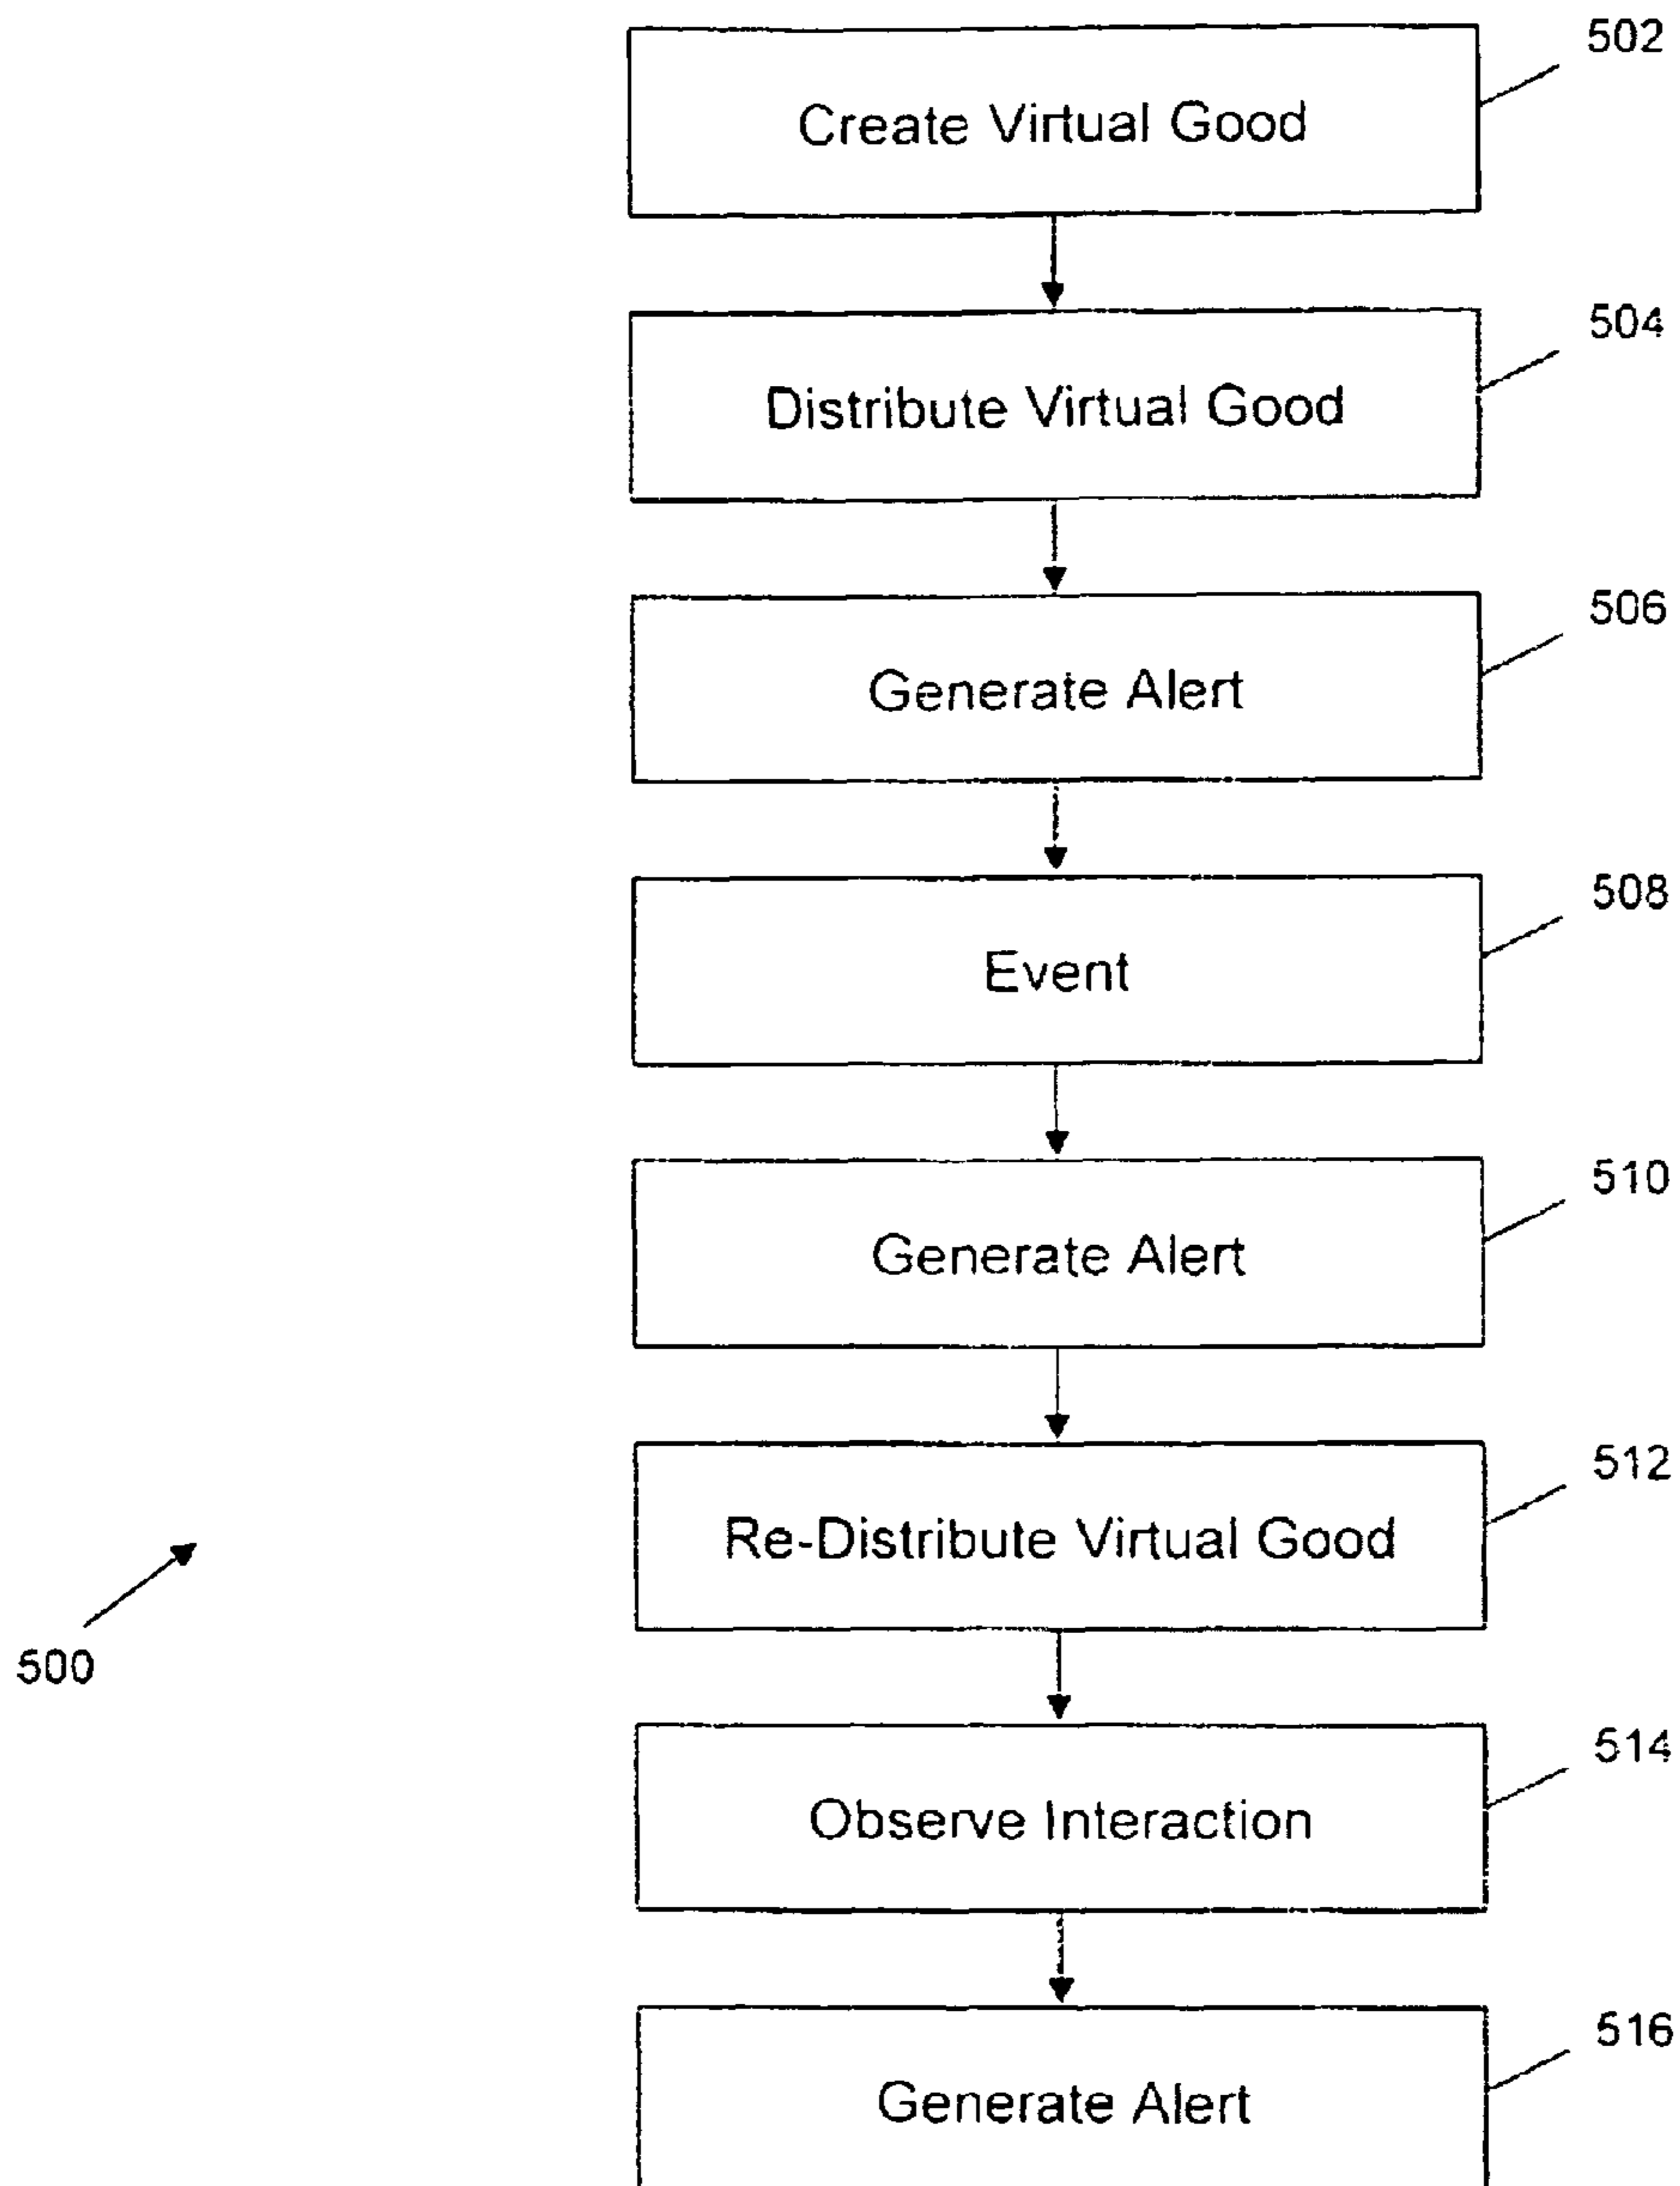 502
Create Virtual Good
504
Distribute Virtual Good
506
Generate Alert
508
Event
510
Generate Alert
512
Re-Distribute Virtual Good
500
514
Observe Interaction
516
Generate Alert